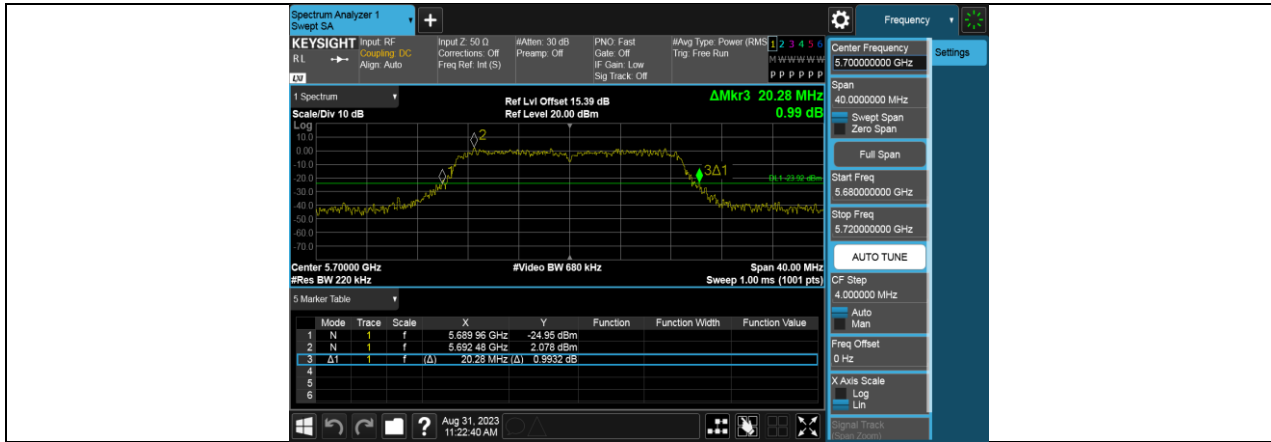 Spectrum Analyzer 1
Swept SA
+
Frequency
KEYSIGHT Input: RF
Coupling: DC
Align: Auto
RL
LXI
Input Z: 50 Ω
Corrections: Off
Freq Ref: Int (S)
#Atten: 30 dB
Preamp: Off
PNO: Fast
Gate: Off
IF Gain: Low
Sig Track: Off
#Avg Type: Power (RMS
Trig: Free Run
1 2 3 4 5 6
M W W W W W
P P P P P P
1 Spectrum
Scale/Div 10 dB
Ref Lvl Offset 15.39 dB
Ref Level 20.00 dBm
ΔMkr3 20.28 MHz
0.99 dB
Log
10.0
0.00
-10.0
-20.0
-30.0
-40.0
-50.0
-60.0
-70.0
2
1
3Δ1
DL1 -23.92 dBm
Center 5.70000 GHz
#Res BW 220 kHz
#Video BW 680 kHz
Span 40.00 MHz
Sweep 1.00 ms (1001 pts)
5 Marker Table
Mode Trace Scale X Y Function Function Width Function Value
1 N 1 f 5.689 96 GHz -24.95 dBm
2 N 1 f 5.692 48 GHz 2.078 dBm
3 Δ1 1 f (Δ) 20.28 MHz (Δ) 0.9932 dB
4
5
6
?
Aug 31, 2023
11:22:40 AM
Center Frequency
5.700000000 GHz
Settings
Span
40.0000000 MHz
Swept Span
Zero Span
Full Span
Start Freq
5.680000000 GHz
Stop Freq
5.720000000 GHz
AUTO TUNE
CF Step
4.000000 MHz
Auto
Man
Freq Offset
0 Hz
X Axis Scale
Log
Lin
Signal Track
(Span Zoom)